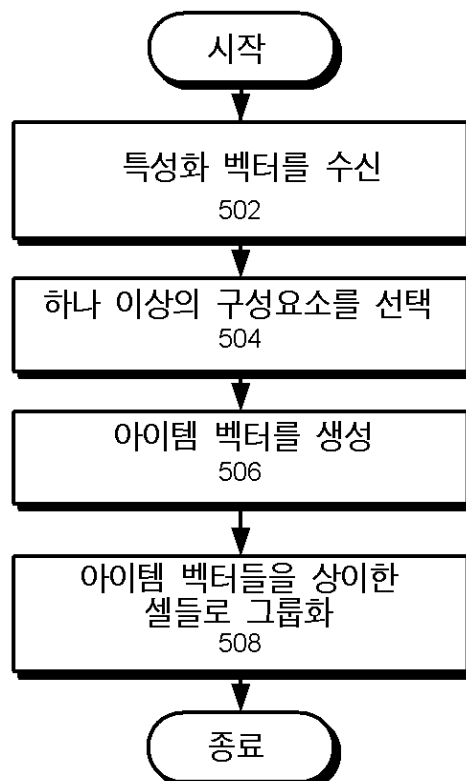 시작
특성화 벡터를 수신
502
하나 이상의 구성요소를 선택
504
아이템 벡터를 생성
506
아이템 벡터들을 상이한
셀들로 그룹화
508
종료